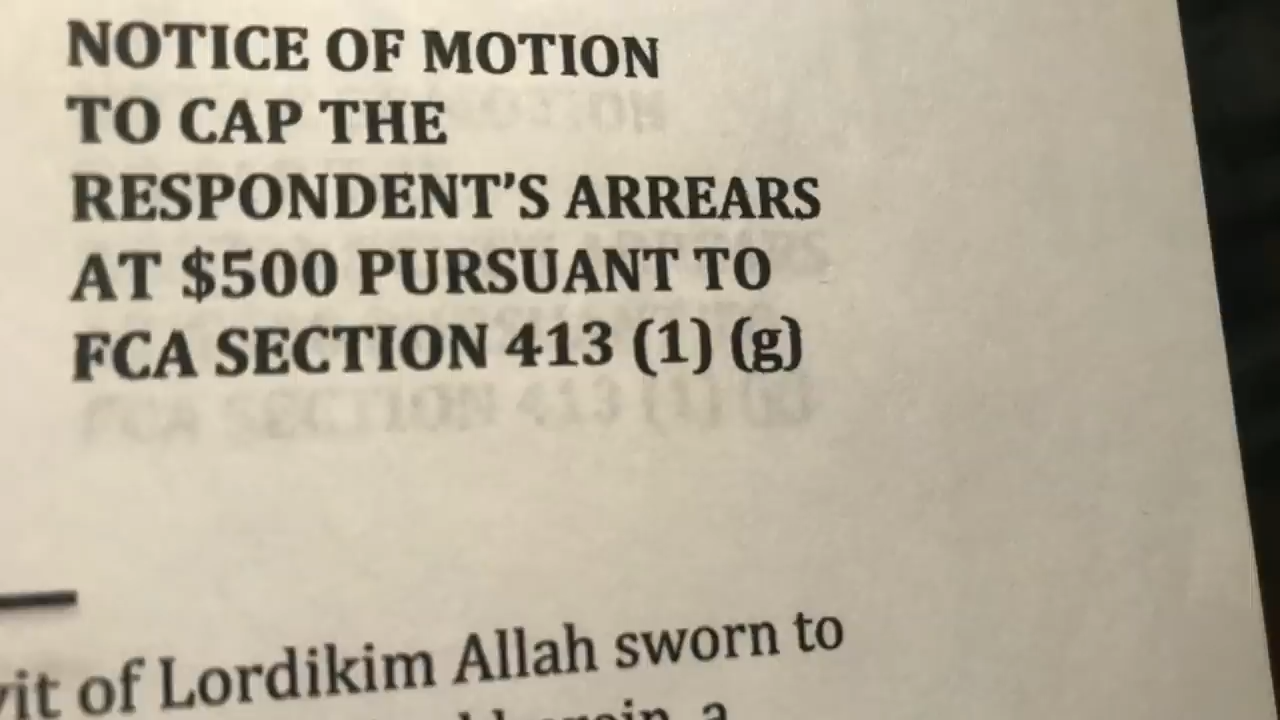 NOTICE OF MOTION
TO CAP THE
RESPONDENT'S ARREARS
AT $500 PURSUANT TO
FCA SECTION 413 (1) (g)
of Lordikim Allah sworn to
a